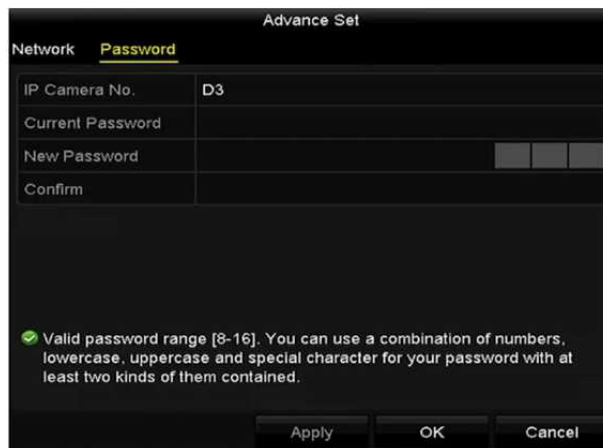 Advance Set
Network Password
IP Camera No. D3
Current Password
New Password
Confirm
Valid password range [8-16]. You can use a combination of numbers,
lowercase, uppercase and special character for your password with at
least two kinds of them contained.
Apply OK Cancel